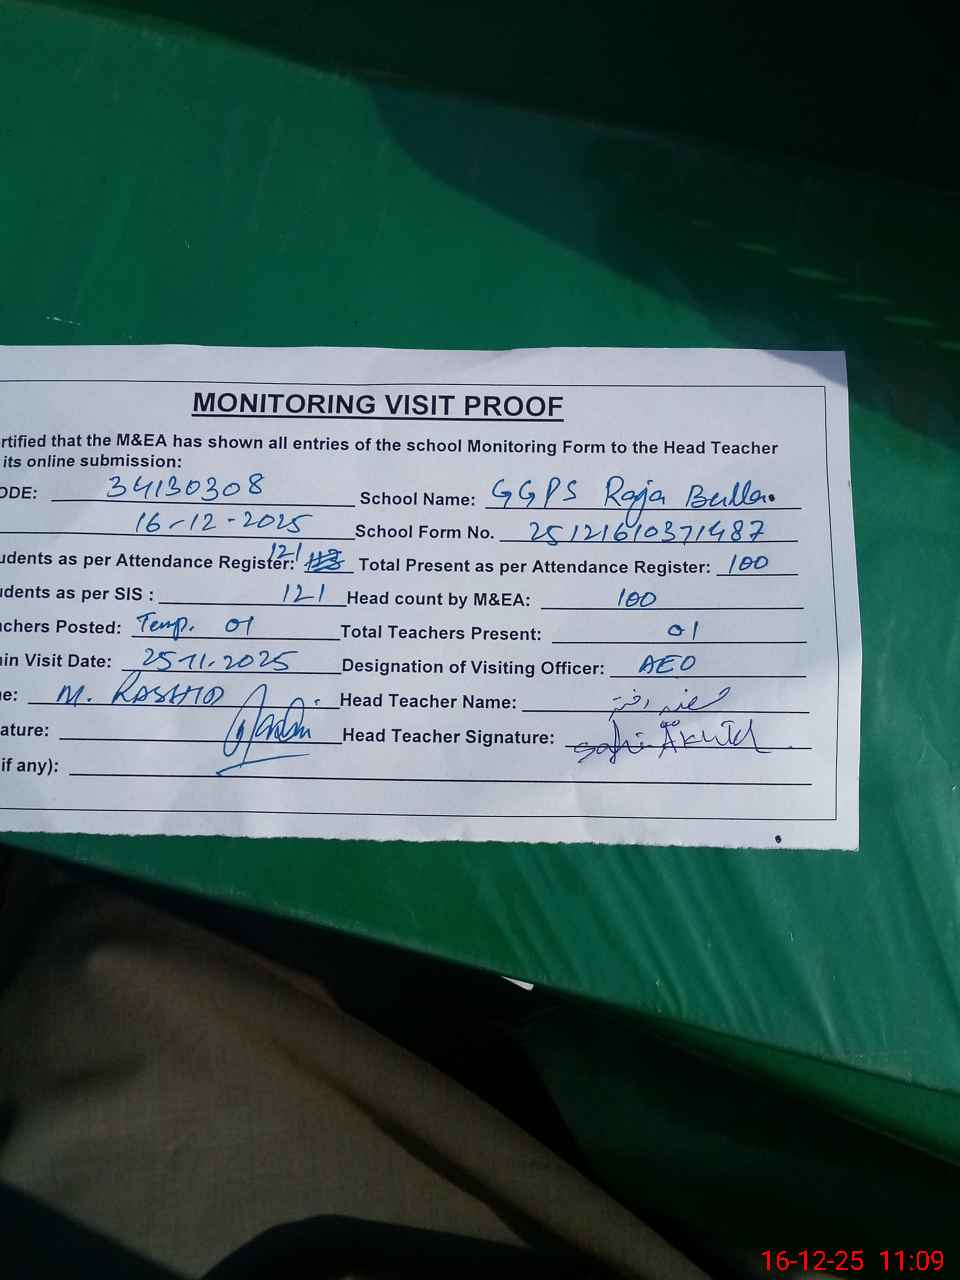 MONITORING VISIT PROOF
rtified that the M&EA has shown all entries of the school Monitoring Form to the Head Teacher
its online submission:
ODE: 34130308 School Name: GGPS Raja Bulla
16-12-2025 School Form No. 25121610371487
udents as per Attendance Register: 121 Total Present as per Attendance Register: 100
udents as per SIS : 121 Head count by M&EA: 100
achers Posted: Temp. 01 Total Teachers Present: 01
in Visit Date: 25-11-2025 Designation of Visiting Officer: AEO
e: M. RASHID Head Teacher Name:
ature: Head Teacher Signature:
if any):
16-12-25 11:09